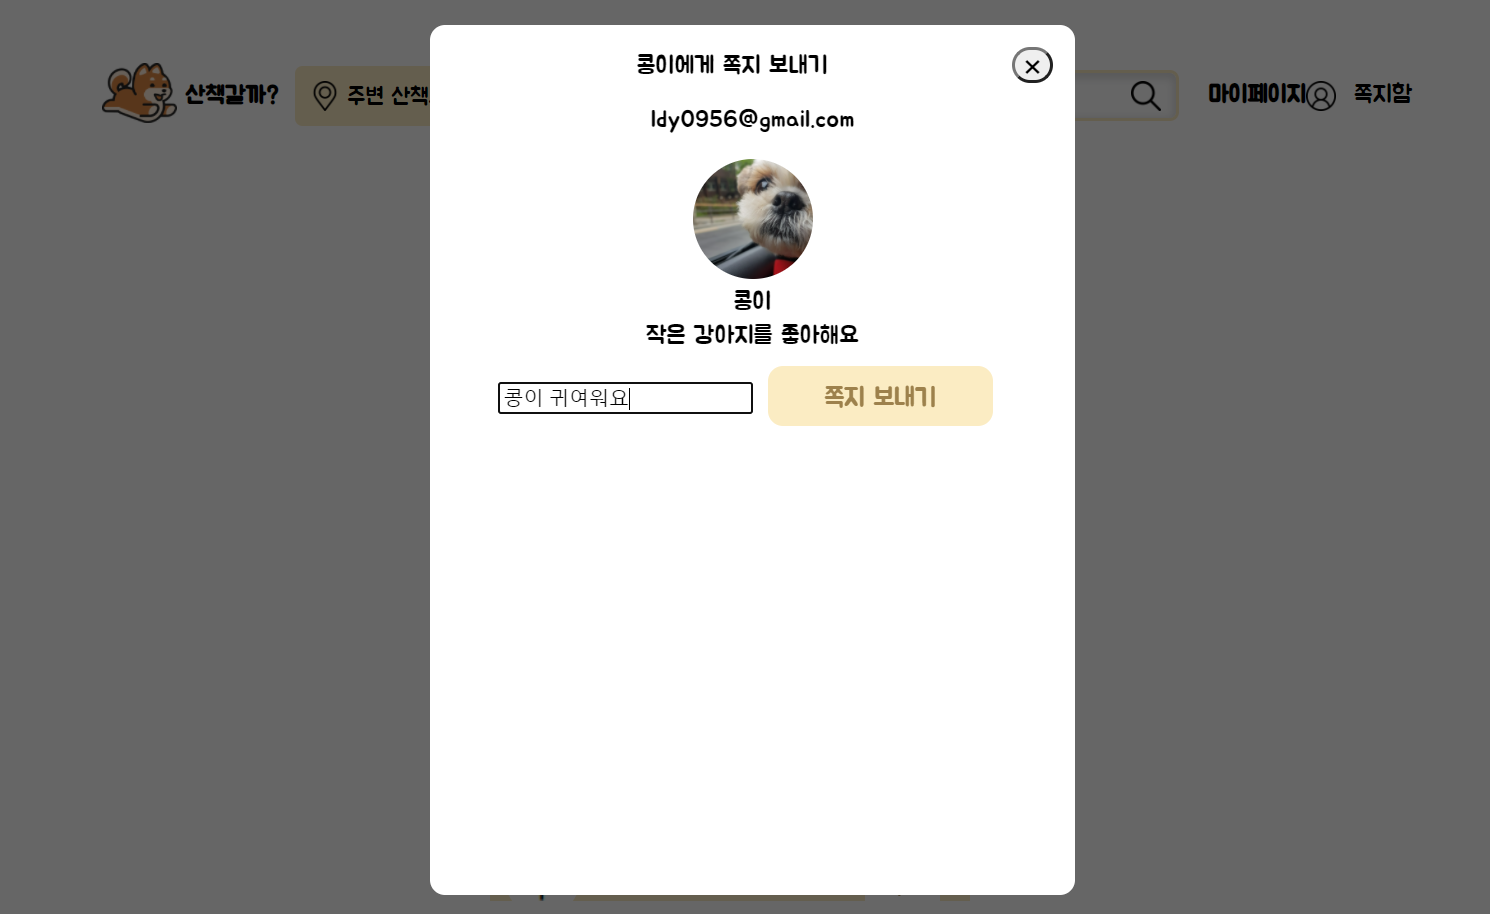 콩이에게 쪽지 보내기
×
산책갈까?
주변 산책
마이페이지
쪽지함
ldy0956@gmail.com
콩이
작은 강아지를 좋아해요
콩이 귀여워요
쪽지 보내기